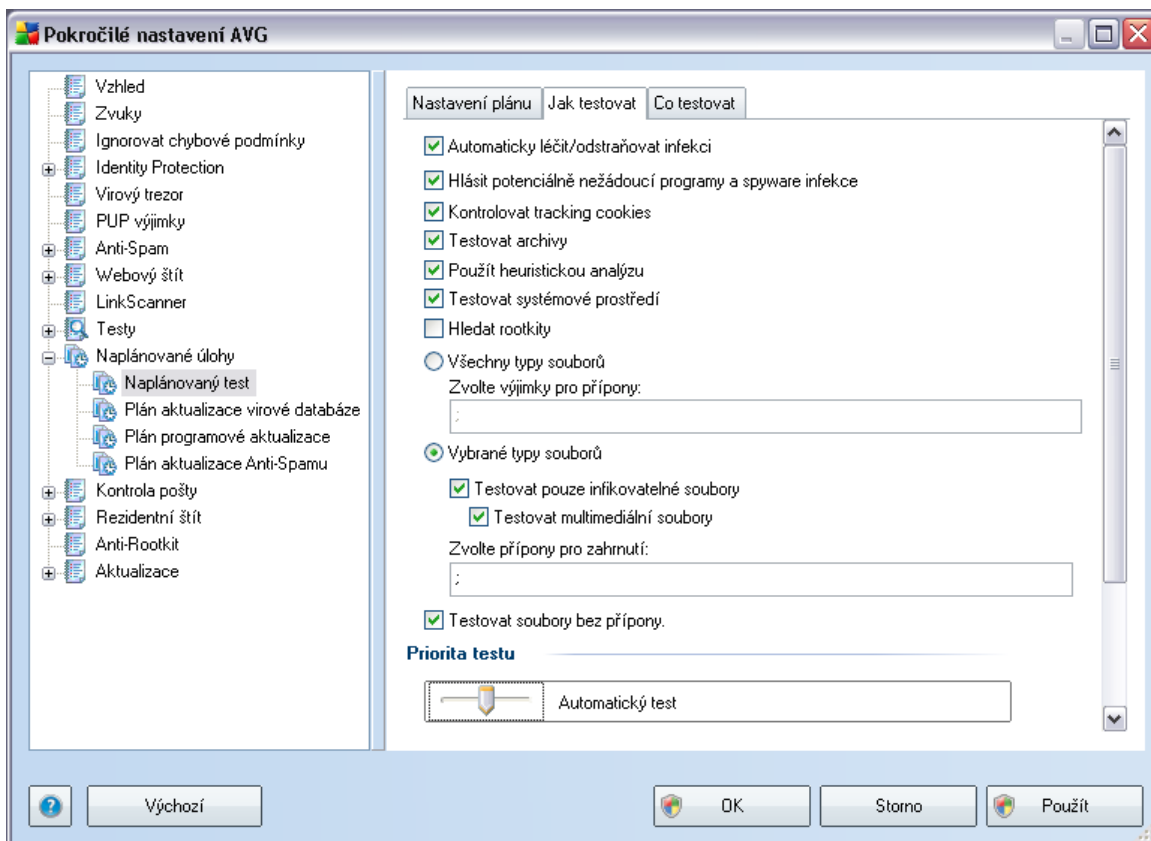 Pokročilé nastavení AVG
Vzhled
Zvuky
Ignorovat chybové podmínky
Identity Protection
Virový trezor
PUP výjimky
Anti-Spam
Webový štít
LinkScanner
Testy
Naplánované úlohy
Naplánovaný test
Plán aktualizace virové databáze
Plán programové aktualizace
Plán aktualizace Anti-Spamu
Kontrola pošty
Rezidentní štít
Anti-Rootkit
Aktualizace
Nastavení plánu
Jak testovat
Co testovat
Automaticky léčit/odstraňovat infekci
Hlásit potenciálně nežádoucí programy a spyware infekce
Kontrolovat tracking cookies
Testovat archivy
Použít heuristickou analýzu
Testovat systémové prostředí
Hledat rootkity
Všechny typy souborů
Zvolte výjimky pro přípony:
;
Vybrané typy souborů
Testovat pouze infikovatelné soubory
Testovat multimediální soubory
Zvolte přípony pro zahrnutí:
;
Testovat soubory bez přípony.
Priorita testu
Automatický test
?
Výchozí
OK
Storno
Použít